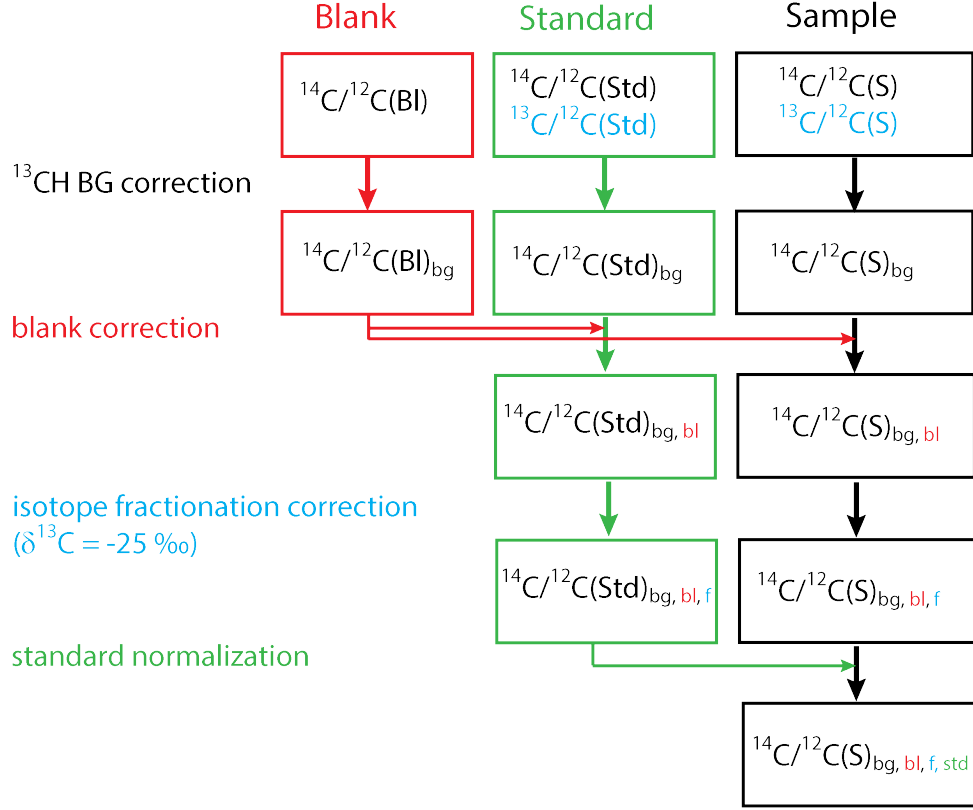 Blank Standard Sample
¹⁴C/¹²C(Bl)
¹⁴C/¹²C(Std)
¹³C/¹²C(Std)
¹⁴C/¹²C(S)
¹³C/¹²C(S)
¹³CH BG correction
¹⁴C/¹²C(Bl)bg
¹⁴C/¹²C(Std)bg
¹⁴C/¹²C(S)bg
blank correction
¹⁴C/¹²C(Std)bg, bl
¹⁴C/¹²C(S)bg, bl
isotope fractionation correction
(δ¹³C = -25 ‰)
¹⁴C/¹²C(Std)bg, bl, f
¹⁴C/¹²C(S)bg, bl, f
standard normalization
¹⁴C/¹²C(S)bg, bl, f, std